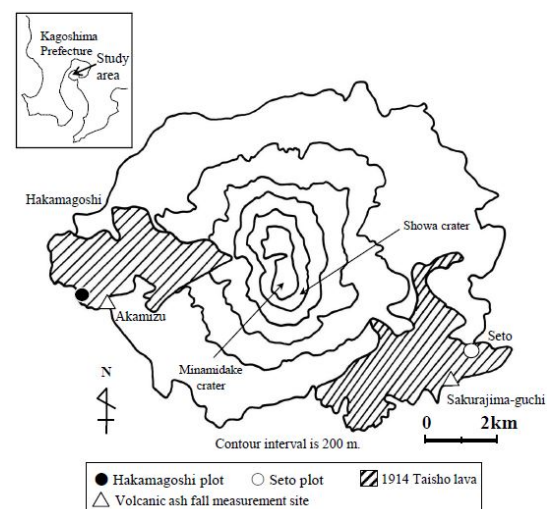 Kagoshima
Prefecture
Study
area
Hakamagoshi
Showa crater
Akamizu
Minamidake
crater
Seto
Sakurajima-guchi
N
0 2km
Contour interval is 200 m.
Hakamagoshi plot Seto plot 1914 Taisho lava
Volcanic ash fall measurement site